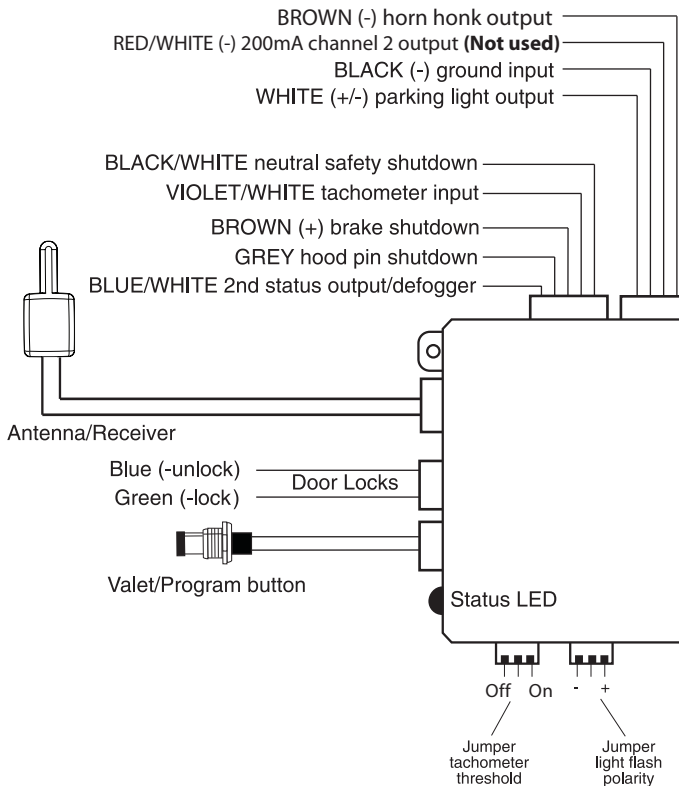 BROWN (-) horn honk output
RED/WHITE (-) 200mA channel 2 output (Not used)
BLACK (-) ground input
WHITE (+/-) parking light output
BLACK/WHITE neutral safety shutdown
VIOLET/WHITE tachometer input
BROWN (+) brake shutdown
GREY hood pin shutdown
BLUE/WHITE 2nd status output/defogger
Antenna/Receiver
Blue (-unlock)
Door Locks
Green (-lock)
Valet/Program button
Status LED
Off On - +
Jumper
tachometer
threshold
Jumper
light flash
polarity